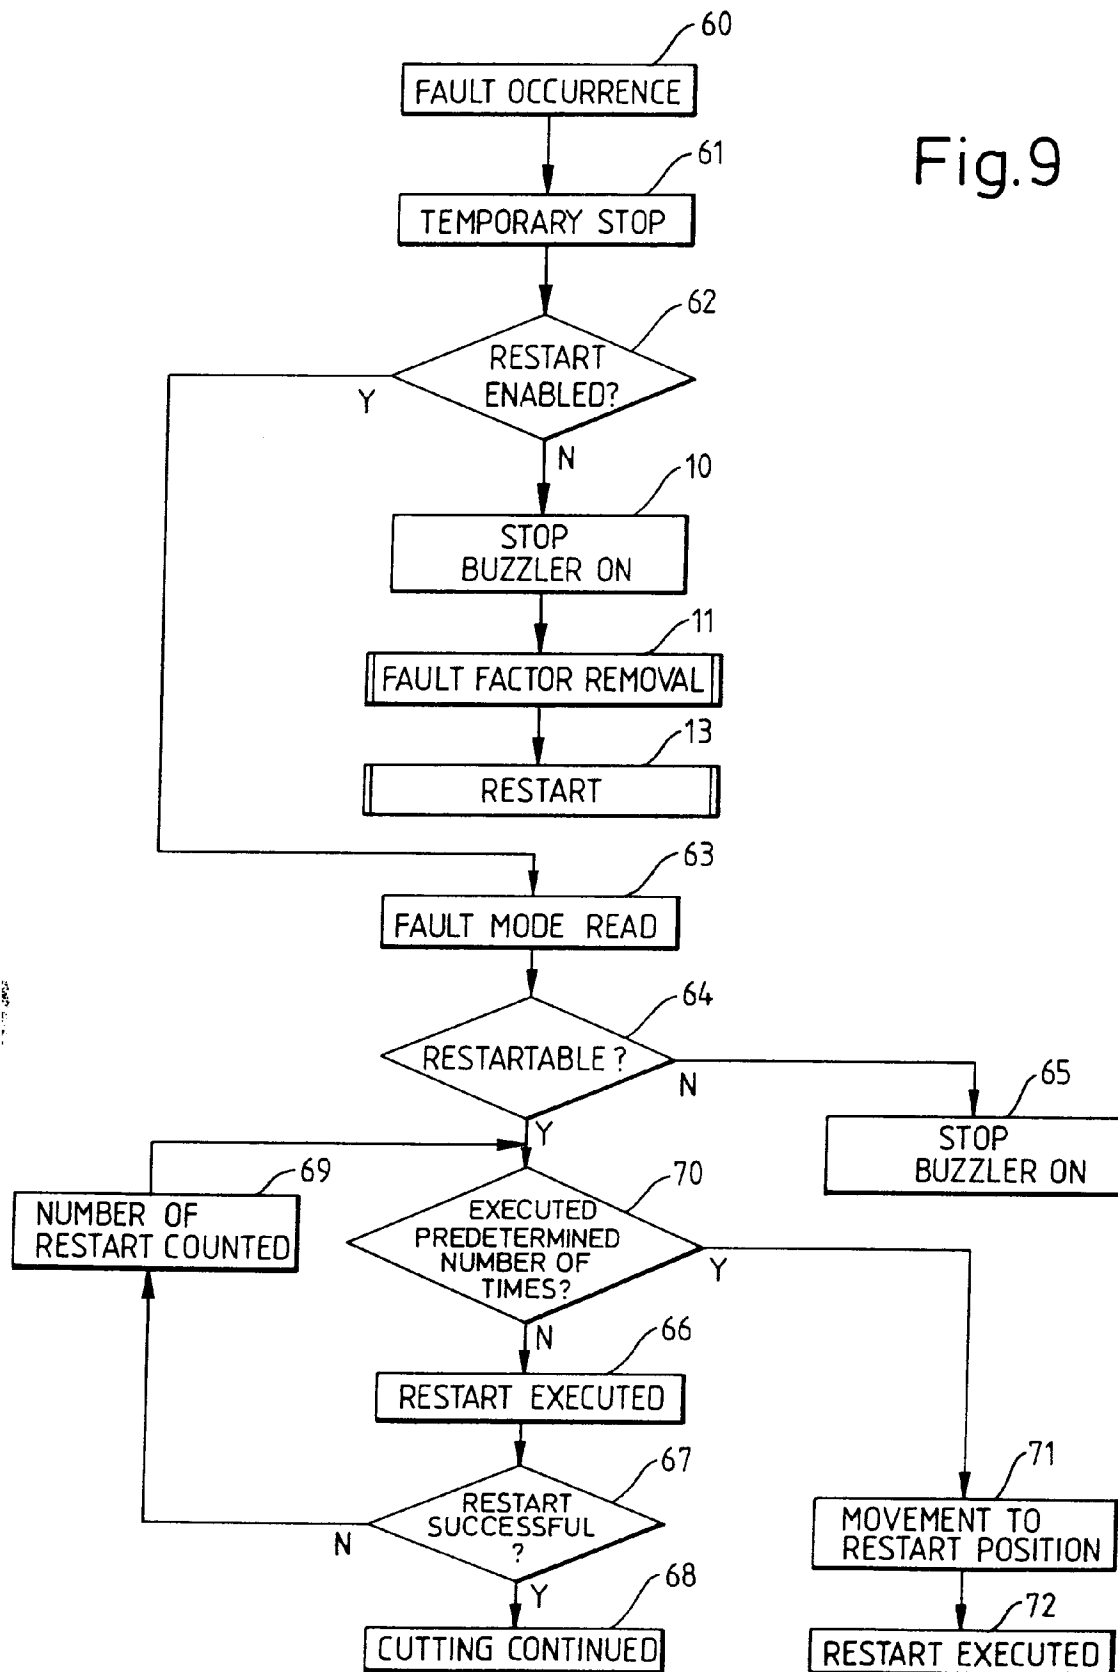 60
FAULT OCCURRENCE
Fig.9
61
TEMPORARY STOP
62
RESTART
ENABLED?
Y
N
10
STOP
BUZZLER ON
11
FAULT FACTOR REMOVAL
13
RESTART
63
FAULT MODE READ
64
RESTARTABLE ?
N
65
STOP
BUZZLER ON
Y
69
NUMBER OF
RESTART COUNTED
70
EXECUTED
PREDETERMINED
NUMBER OF
TIMES?
Y
N
66
RESTART EXECUTED
67
RESTART
SUCCESSFUL
?
N
Y
71
MOVEMENT TO
RESTART POSITION
68
CUTTING CONTINUED
72
RESTART EXECUTED